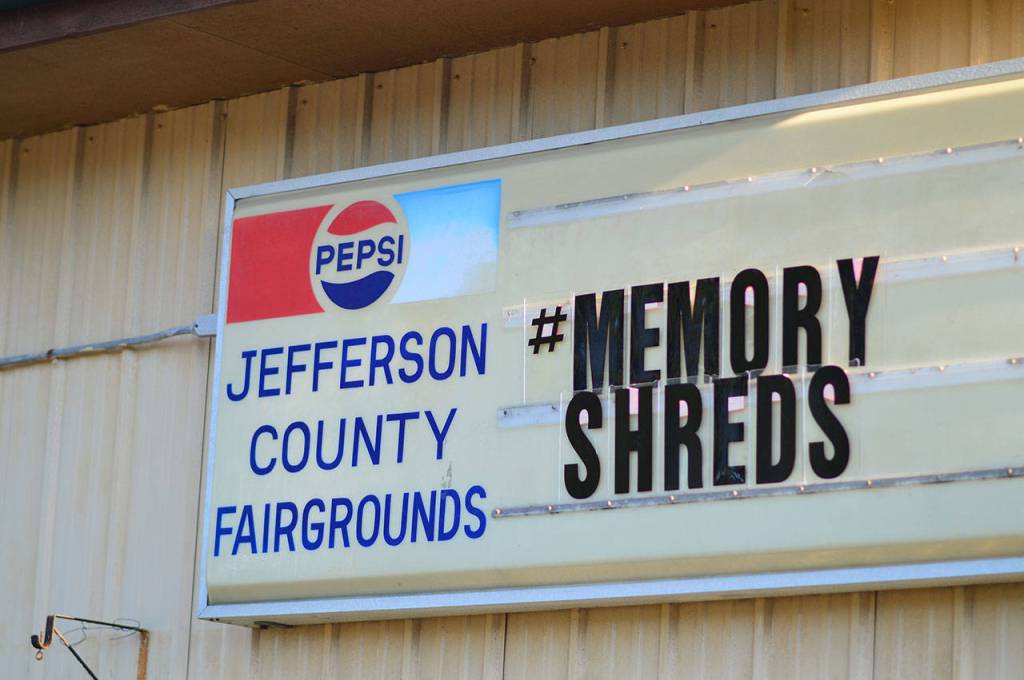 PEPSI
JEFFERSON
COUNTY
FAIRGROUNDS
#MEMORY
SHREDS